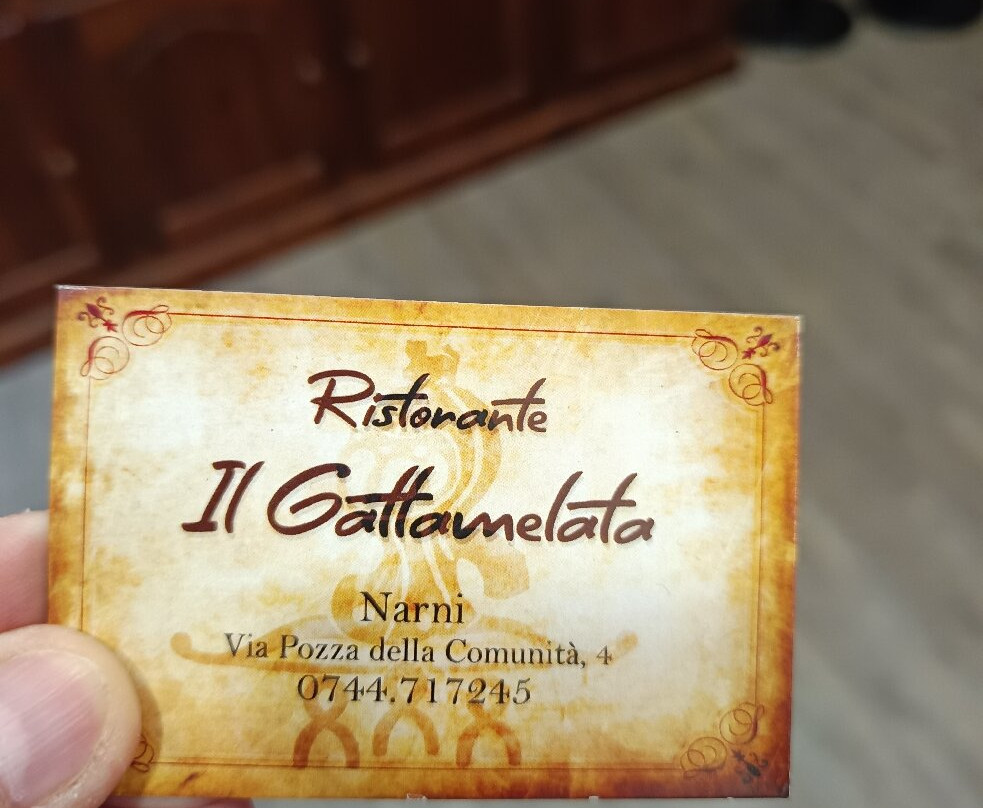 Ristorante
Il Gattamelata
Narni
Via Pozza della Comunità, 4
0744.717245